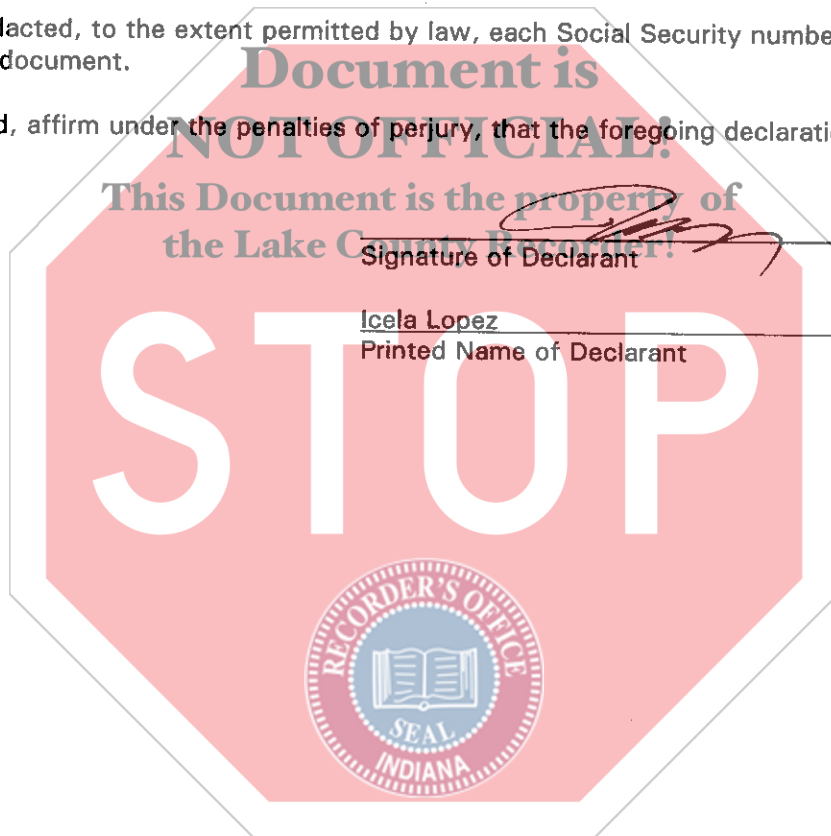 dacted, to the extent permitted by law, each Social Security numbe
document.
Document is
d, affirm under the penalties of perjury, that the foregoing declarati
NOT OFFICIAL!
This Document is the property of
the Lake County Recorder!
Signature of Declarant
Icela Lopez
Printed Name of Declarant
STOP
RECORDER'S OFFICE
SEAL
INDIANA